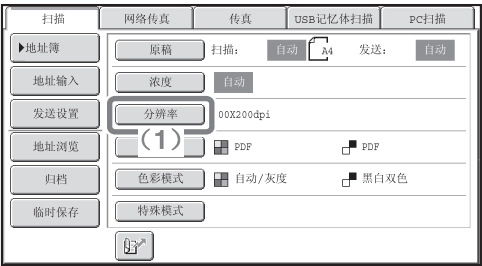 扫描 网络传真 传真 USB记忆体扫描 PC扫描
地址簿 原稿 扫描: 自动 A4 发送: 自动
地址输入 浓度 自动
发送设置 分辨率 00X200dpi
(1)
地址浏览 PDF PDF
归档 色彩模式 自动/灰度 黑白双色
临时保存 特殊模式